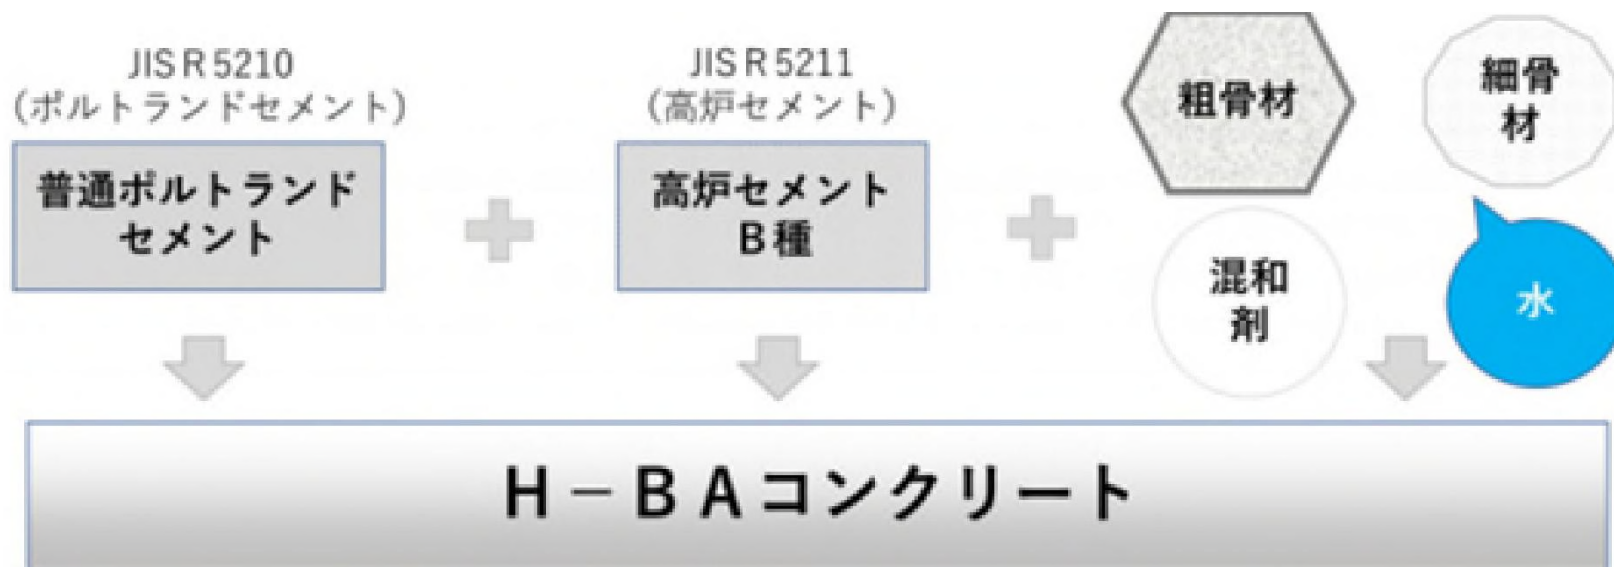 JIS R 5210
（ポルトランドセメント）
普通ポルトランド
セメント
JIS R 5211
（高炉セメント）
高炉セメント
B種
粗骨材
細骨
材
混和
剤
水
H－BAコンクリート